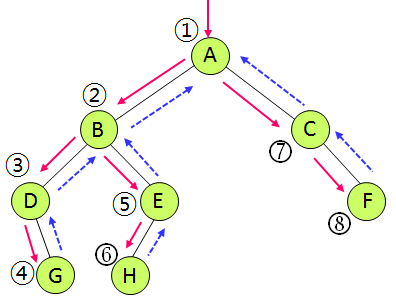 ①
A
②
B
C
③
⑦
D
⑤
E
F
⑧
④
G
⑥
H